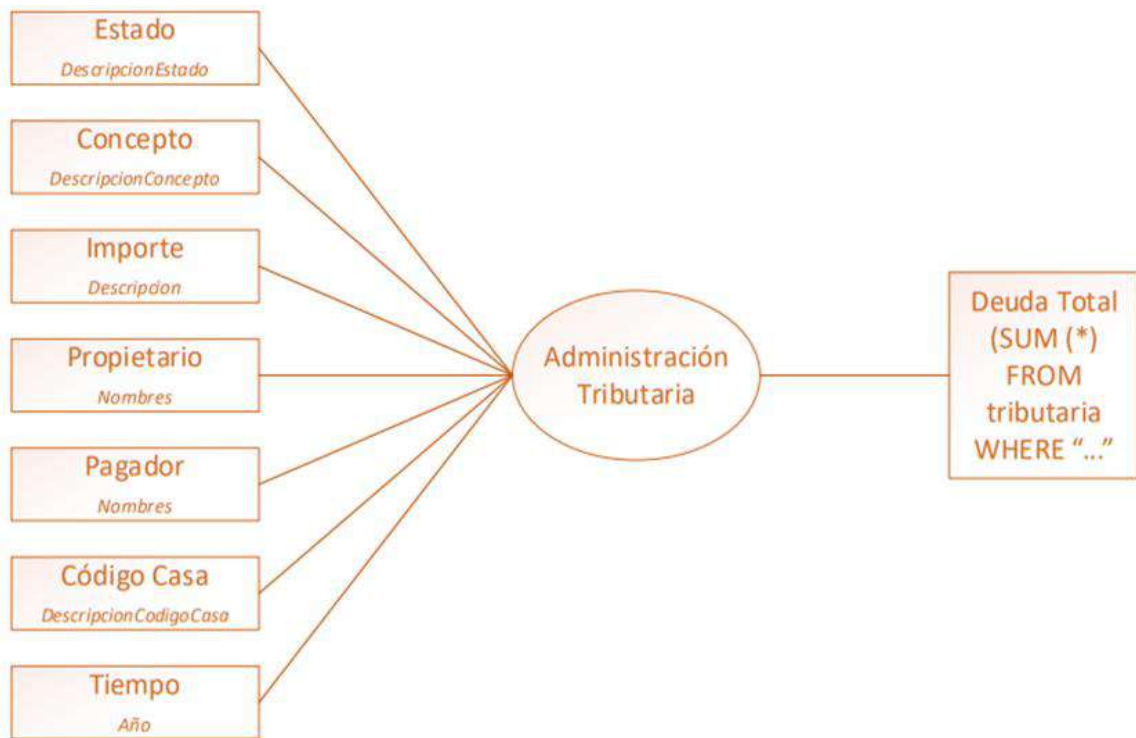 Estado
DescripcionEstado
Concepto
DescripcionConcepto
Importe
Descripcion
Propietario
Nombres
Pagador
Nombres
Código Casa
DescripcionCodigoCasa
Tiempo
Año
Administración
Tributaria
Deuda Total
(SUM (*)
FROM
tributaria
WHERE “...”